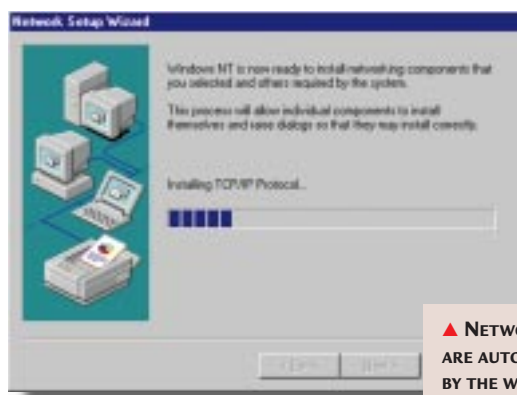 Network Setup Wizard
Windows NT is now ready to install networking components that
you selected and others required by the system.
This process will allow individual components to install
themselves and raise dialogs so that they may install correctly.
Installing TCP/IP Protocol...
< Back
Next >
▲ NETWO
ARE AUTO
BY THE W